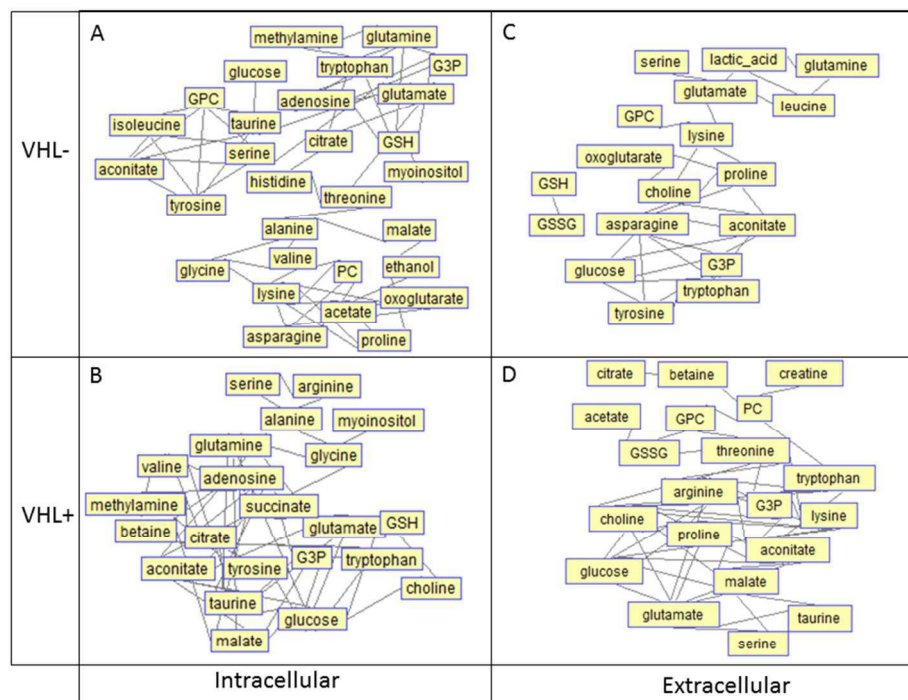 A
methylamine
glutamine
glucose
tryptophan
G3P
GPC
adenosine
glutamate
isoleucine
taurine
citrate
GSH
serine
aconitate
myoinositol
histidine
threonine
tyrosine
alanine
malate
valine
glycine
PC
ethanol
lysine
oxoglutarate
acetate
asparagine
proline
VHL-
C
serine
lactic_acid
glutamine
glutamate
leucine
GPC
lysine
oxoglutarate
proline
GSH
choline
GSSG
asparagine
aconitate
glucose
G3P
tryptophan
tyrosine
B
serine
arginine
alanine
myoinositol
glutamine
glycine
valine
adenosine
methylamine
succinate
betaine
citrate
glutamate
GSH
aconitate
tyrosine
G3P
tryptophan
choline
taurine
glucose
malate
VHL+
D
citrate
betaine
creatine
acetate
GPC
PC
GSSG
threonine
tryptophan
arginine
G3P
choline
lysine
proline
aconitate
glucose
malate
glutamate
taurine
serine
Intracellular
Extracellular